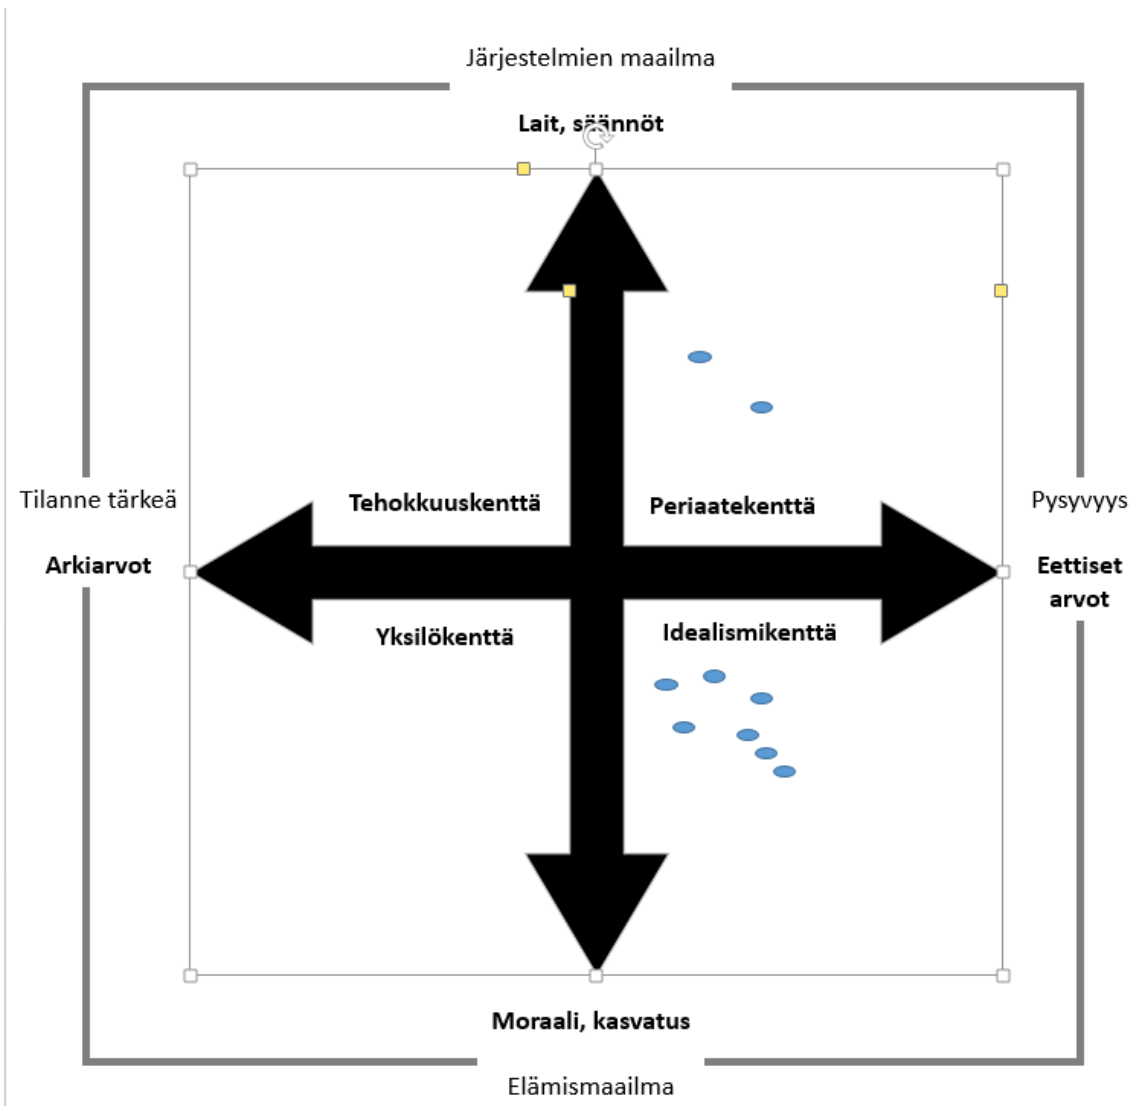 Järjestelmien maailma
Lait, säännöt
Tilanne tärkeä
Tehokkuuskenttä
Periaatekenttä
Pysyvyys
Arkiarvot
Eettiset
arvot
Yksilökenttä
Idealismikenttä
Moraali, kasvatus
Elämismaailma